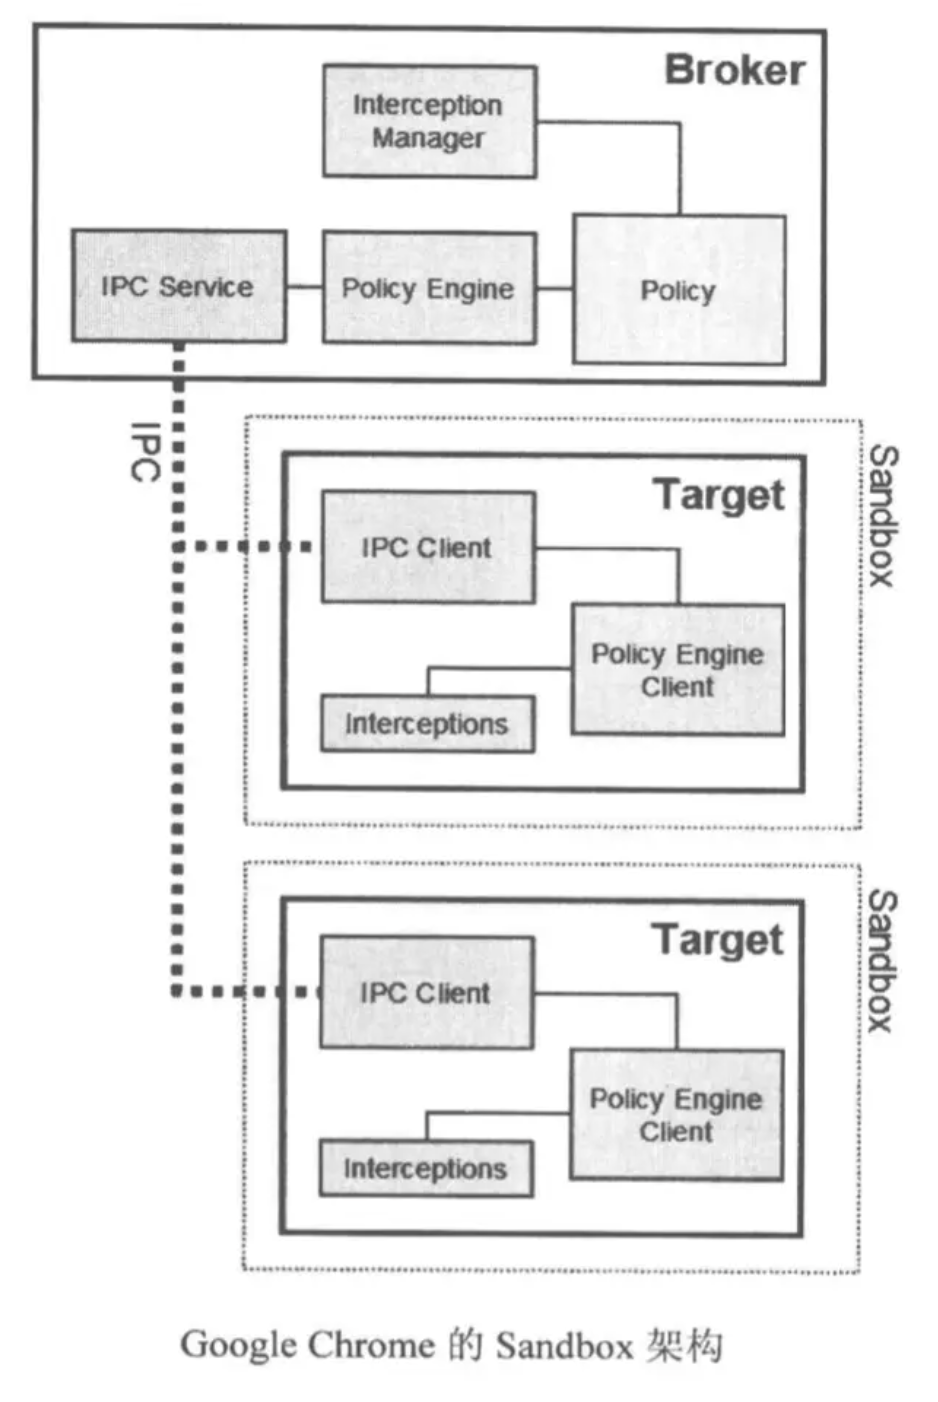 Broker
Interception
Manager
IPC Service
Policy Engine
Policy
IPC
Sandbox
Target
IPC Client
Policy Engine
Client
Interceptions
Sandbox
Target
IPC Client
Policy Engine
Client
Interceptions
Google Chrome 的 Sandbox 架构